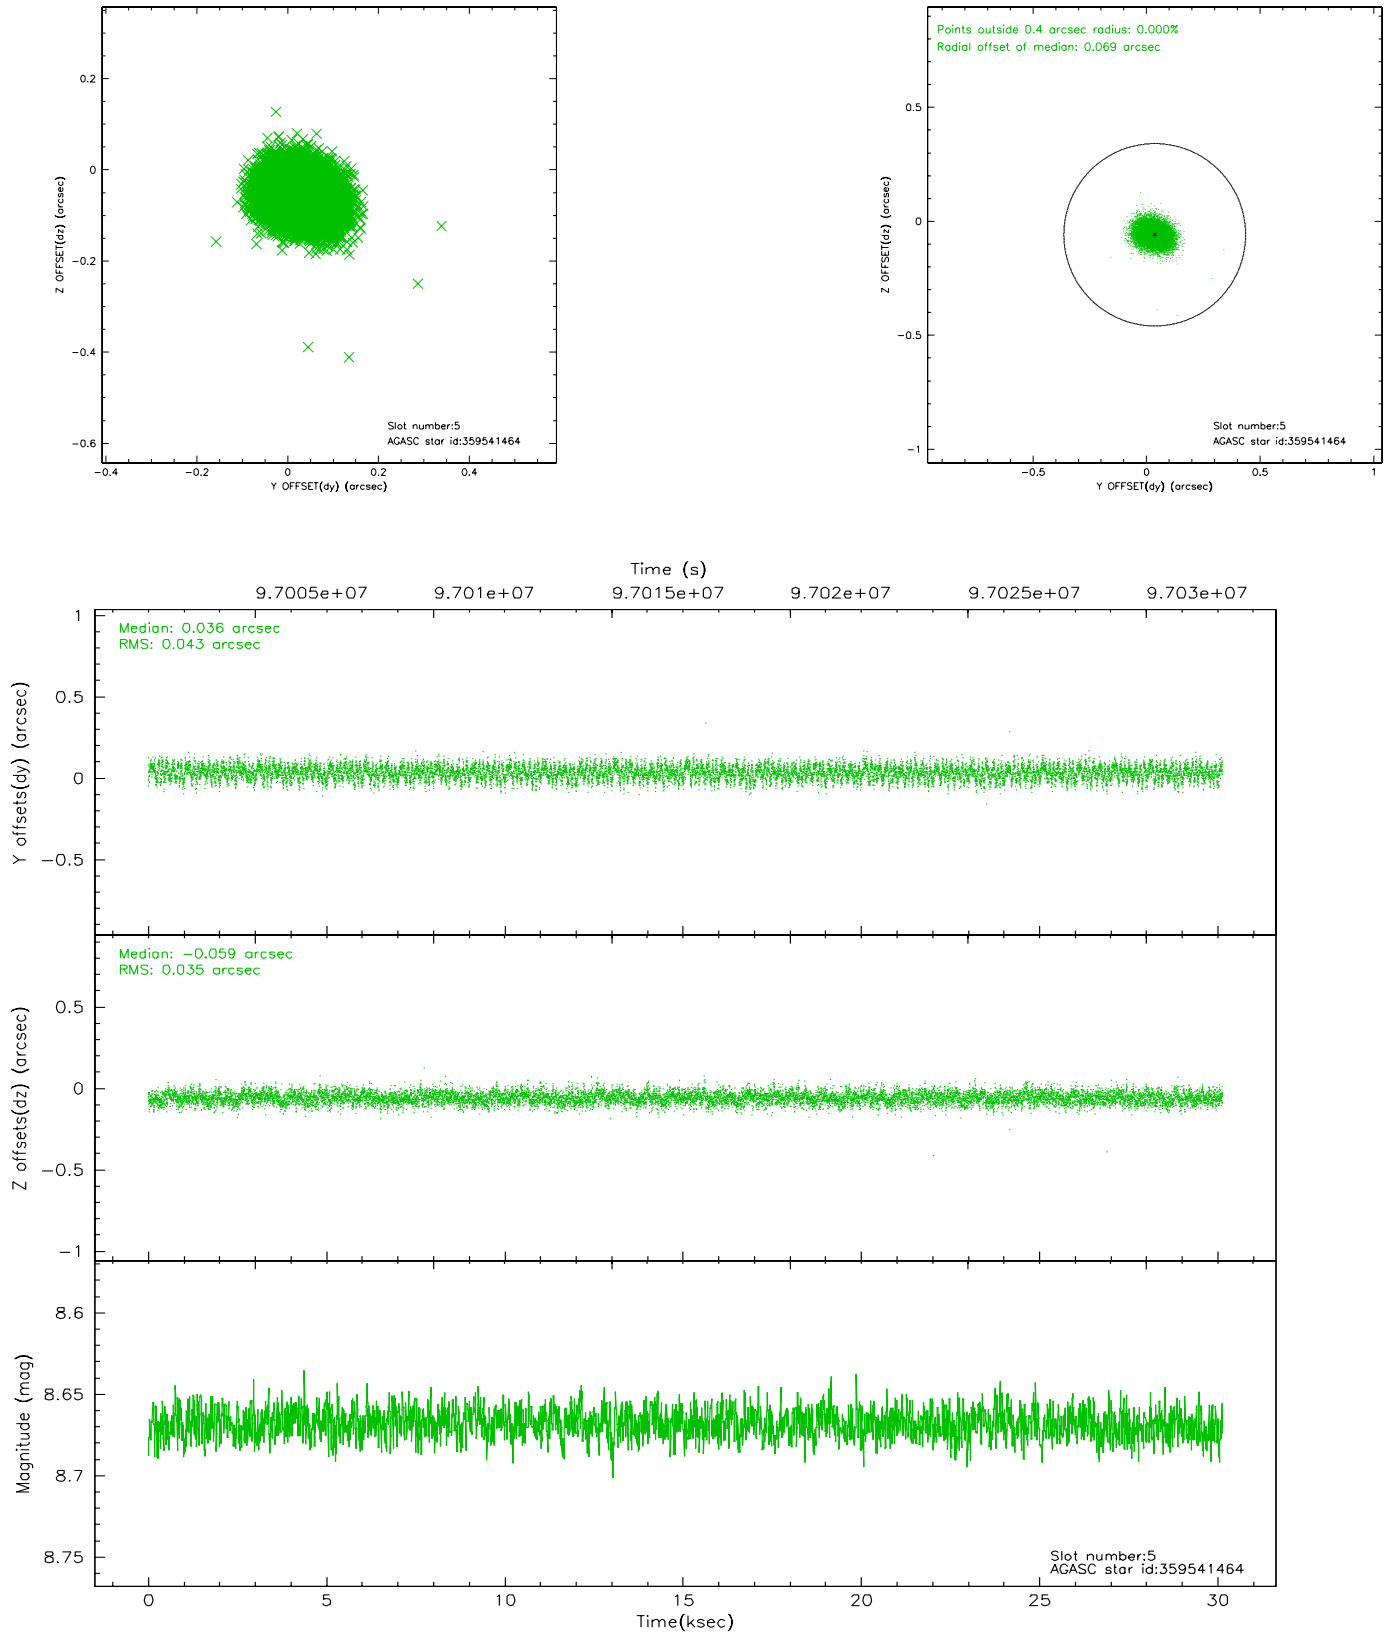 0.2
0
−0.2
−0.4
−0.6
Z OFFSET(dz) (arcsec)
Slot number:5
AGASC star id:359541464
−0.4
−0.2
0
0.2
0.4
Y OFFSET(dy) (arcsec)
Points outside 0.4 arcsec radius: 0.000%
Radial offset of median: 0.069 arcsec
0.5
0
−0.5
−1
Z OFFSET(dz) (arcsec)
Slot number:5
AGASC star id:359541464
−0.5
0
0.5
1
Y OFFSET(dy) (arcsec)
Time (s)
9.7005e+07
9.701e+07
9.7015e+07
9.702e+07
9.7025e+07
9.703e+07
Median: 0.036 arcsec
RMS: 0.043 arcsec
1
0.5
0
−0.5
Y offsets(dy) (arcsec)
Median: −0.059 arcsec
RMS: 0.035 arcsec
0.5
0
−0.5
−1
Z offsets(dz) (arcsec)
8.6
8.65
8.7
8.75
Magnitude (mag)
Slot number:5
AGASC star id:359541464
0
5
10
15
20
25
30
Time(ksec)